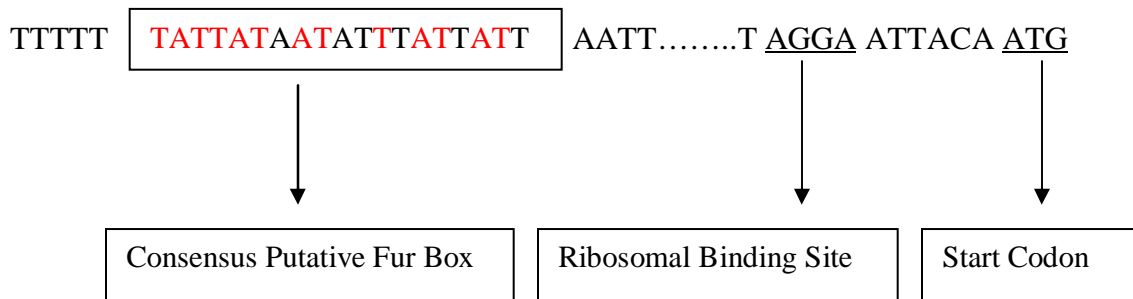 TTTTT TATTATAATATTTATTATT AATT……..T AGGA ATTACA ATG
Consensus Putative Fur Box Ribosomal Binding Site Start Codon